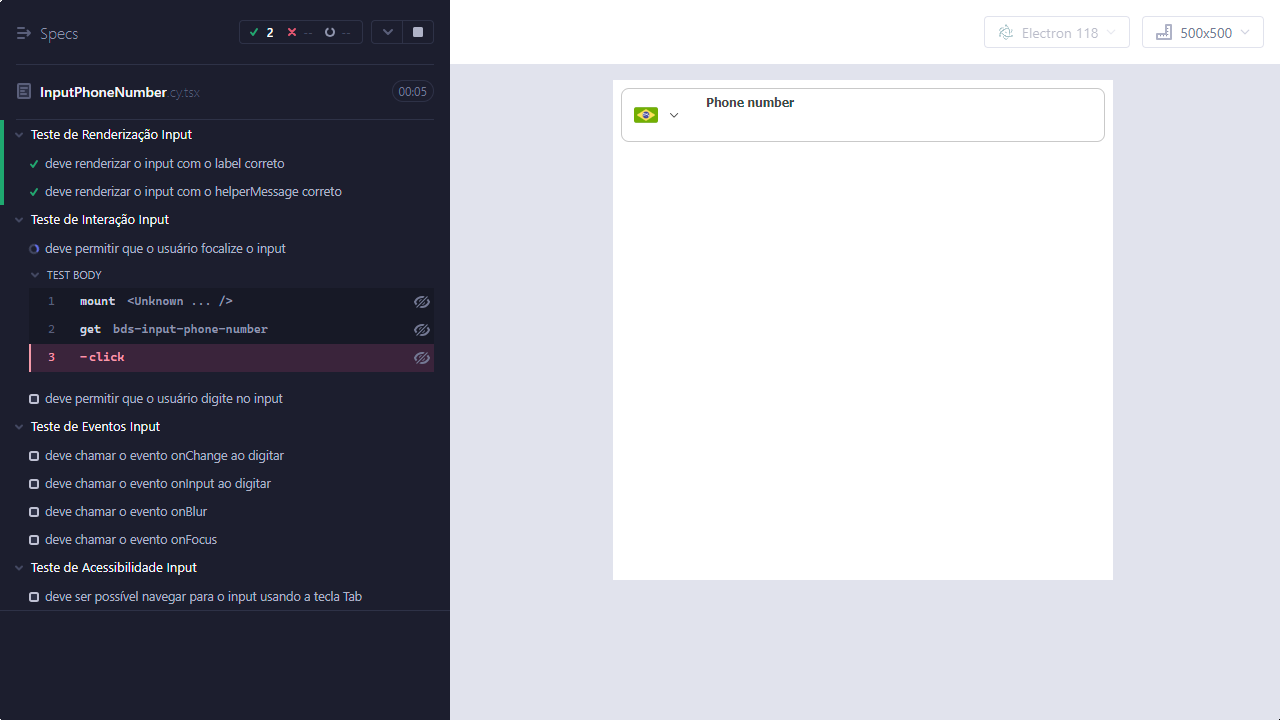 Specs
2 -- --
InputPhoneNumber.cy.tsx 00:05
Teste de Renderização Input
deve renderizar o input com o label correto
deve renderizar o input com o helperMessage correto
Teste de Interação Input
deve permitir que o usuário focalize o input
TEST BODY
1 mount <Unknown ... />
2 get bds-input-phone-number
3 -click
deve permitir que o usuário digite no input
Teste de Eventos Input
deve chamar o evento onChange ao digitar
deve chamar o evento onInput ao digitar
deve chamar o evento onBlur
deve chamar o evento onFocus
Teste de Acessibilidade Input
deve ser possível navegar para o input usando a tecla Tab
Electron 118
500x500
Phone number